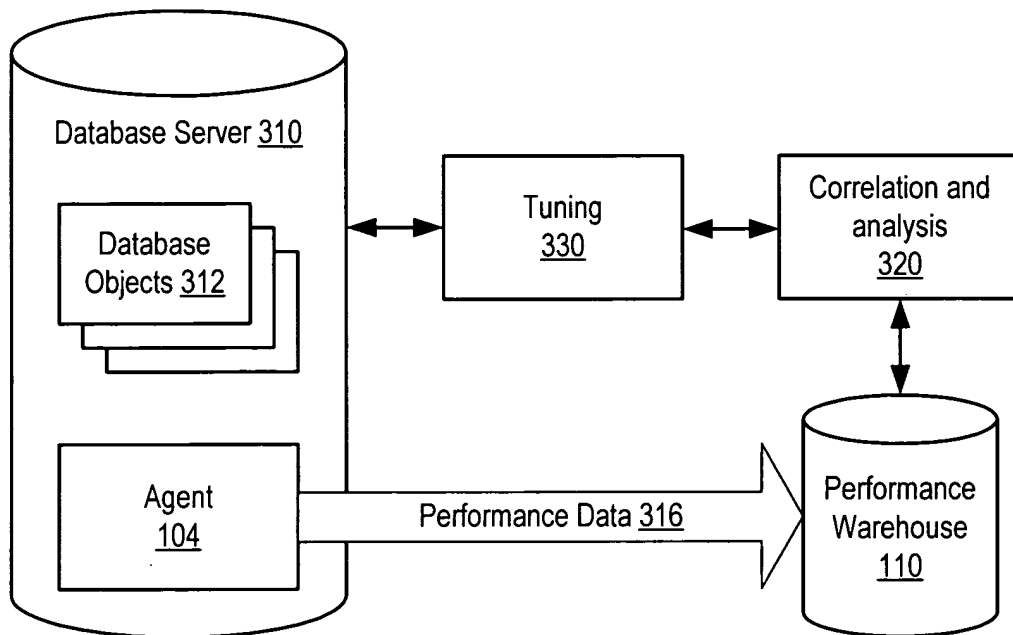 Database Server 310
Database
Objects 312
Agent
104
Tuning
330
Correlation and
analysis
320
Performance Data 316
Performance
Warehouse
110